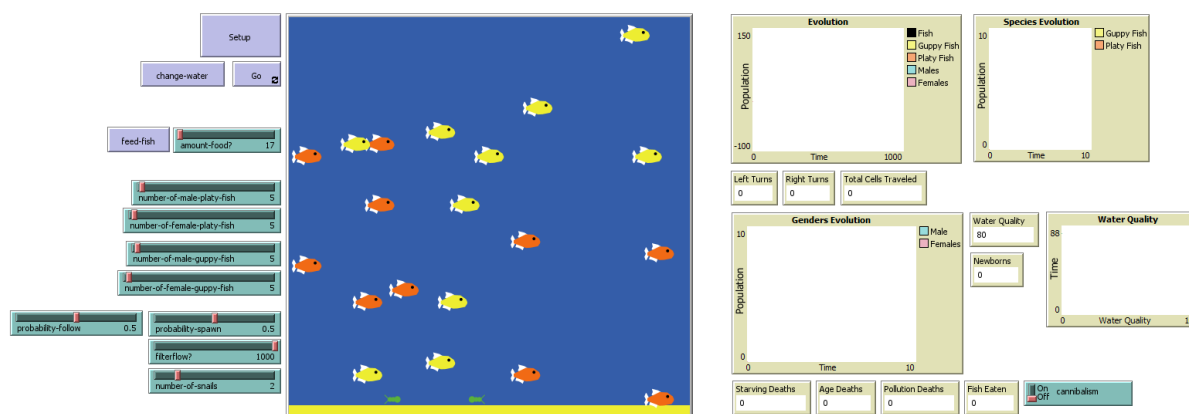 Setup
change-water
Go
feed-fish
amount-food? 17
number-of-male-platy-fish 5
number-of-female-platy-fish 5
number-of-male-guppy-fish 5
number-of-female-guppy-fish 5
probability-follow 0.5
probability-spawn 0.5
filterflow? 1000
number-of-snails 2
Evolution
150
Population
-100
0 Time 1000
Fish
Guppy Fish
Platy Fish
Males
Females
Species Evolution
10
Population
0
0 Time 10
Guppy Fish
Platy Fish
Left Turns
0
Right Turns
0
Total Cells Traveled
0
Genders Evolution
10
Population
0
0 Time 10
Male
Females
Water Quality
80
Newborns
0
Water Quality
88
Time
0
0 Water Quality 1
Starving Deaths
0
Age Deaths
0
Pollution Deaths
0
Fish Eaten
0
On
Off
cannibalism